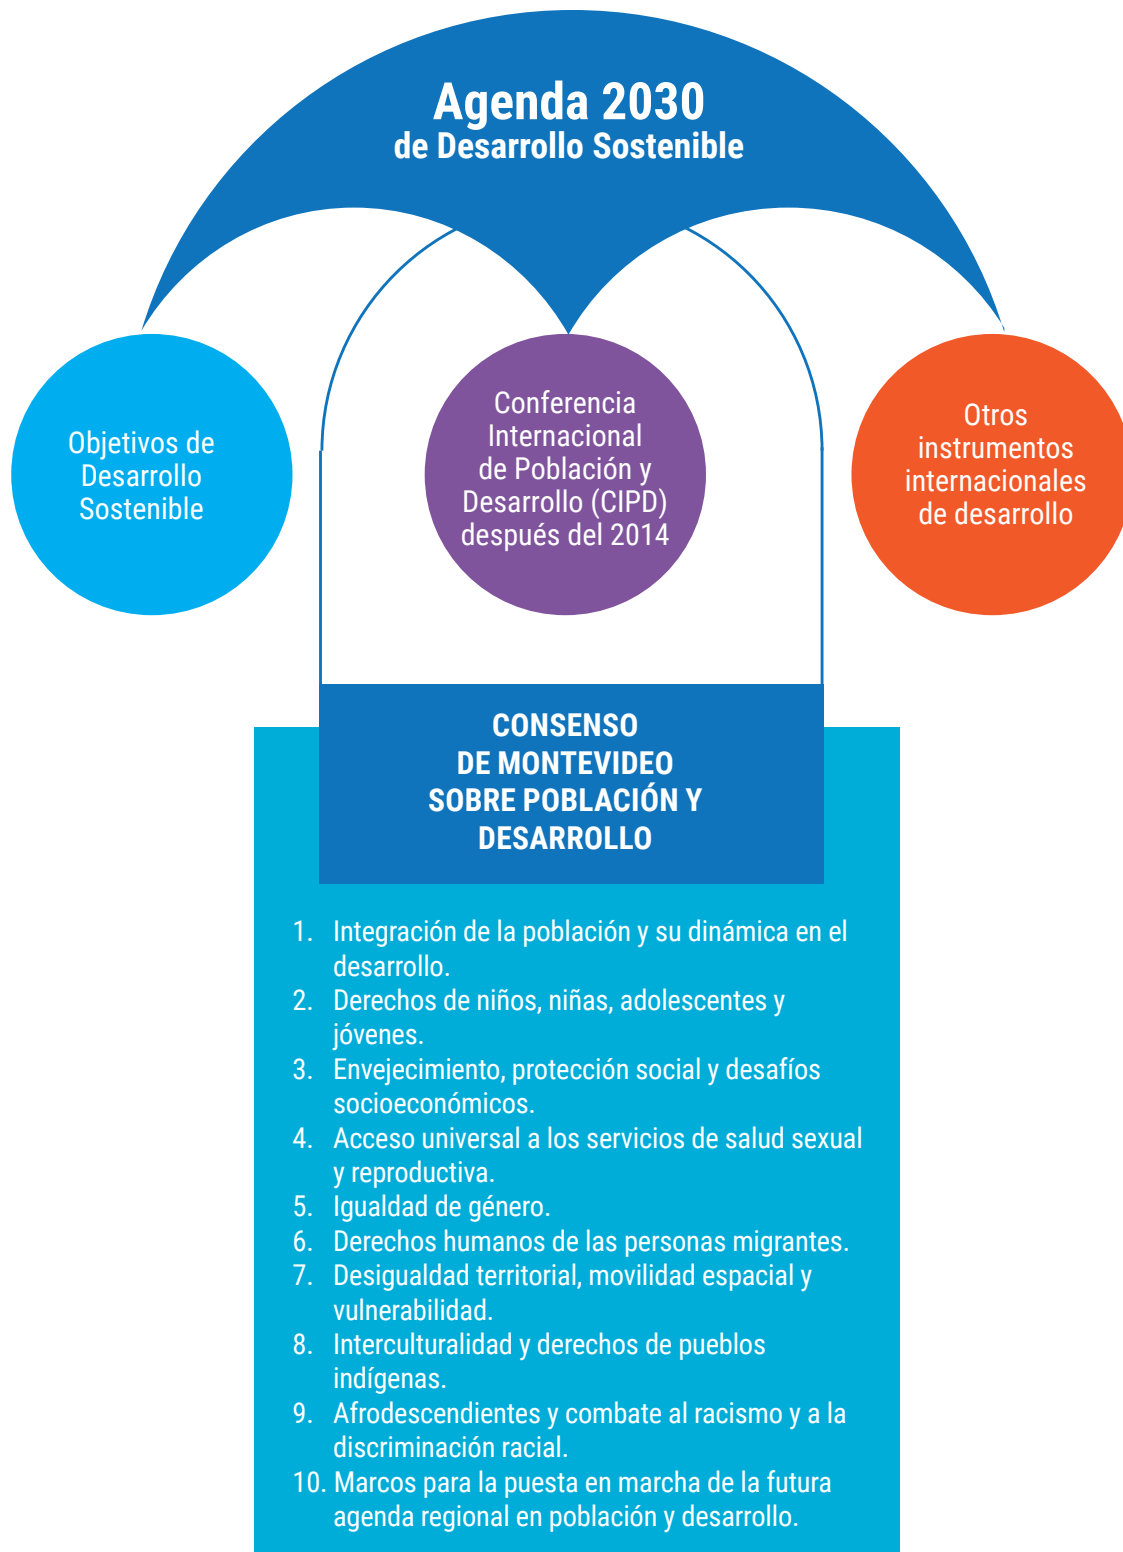 Agenda 2030
de Desarrollo Sostenible
Objetivos de
Desarrollo
Sostenible
Conferencia
Internacional
de Población y
Desarrollo (CIPD)
después del 2014
Otros
instrumentos
internacionales
de desarrollo
CONSENSO
DE MONTEVIDEO
SOBRE POBLACIÓN Y
DESARROLLO
1. Integración de la población y su dinámica en el
desarrollo.
2. Derechos de niños, niñas, adolescentes y
jóvenes.
3. Envejecimiento, protección social y desafíos
socioeconómicos.
4. Acceso universal a los servicios de salud sexual
y reproductiva.
5. Igualdad de género.
6. Derechos humanos de las personas migrantes.
7. Desigualdad territorial, movilidad espacial y
vulnerabilidad.
8. Interculturalidad y derechos de pueblos
indígenas.
9. Afrodescendientes y combate al racismo y a la
discriminación racial.
10. Marcos para la puesta en marcha de la futura
agenda regional en población y desarrollo.